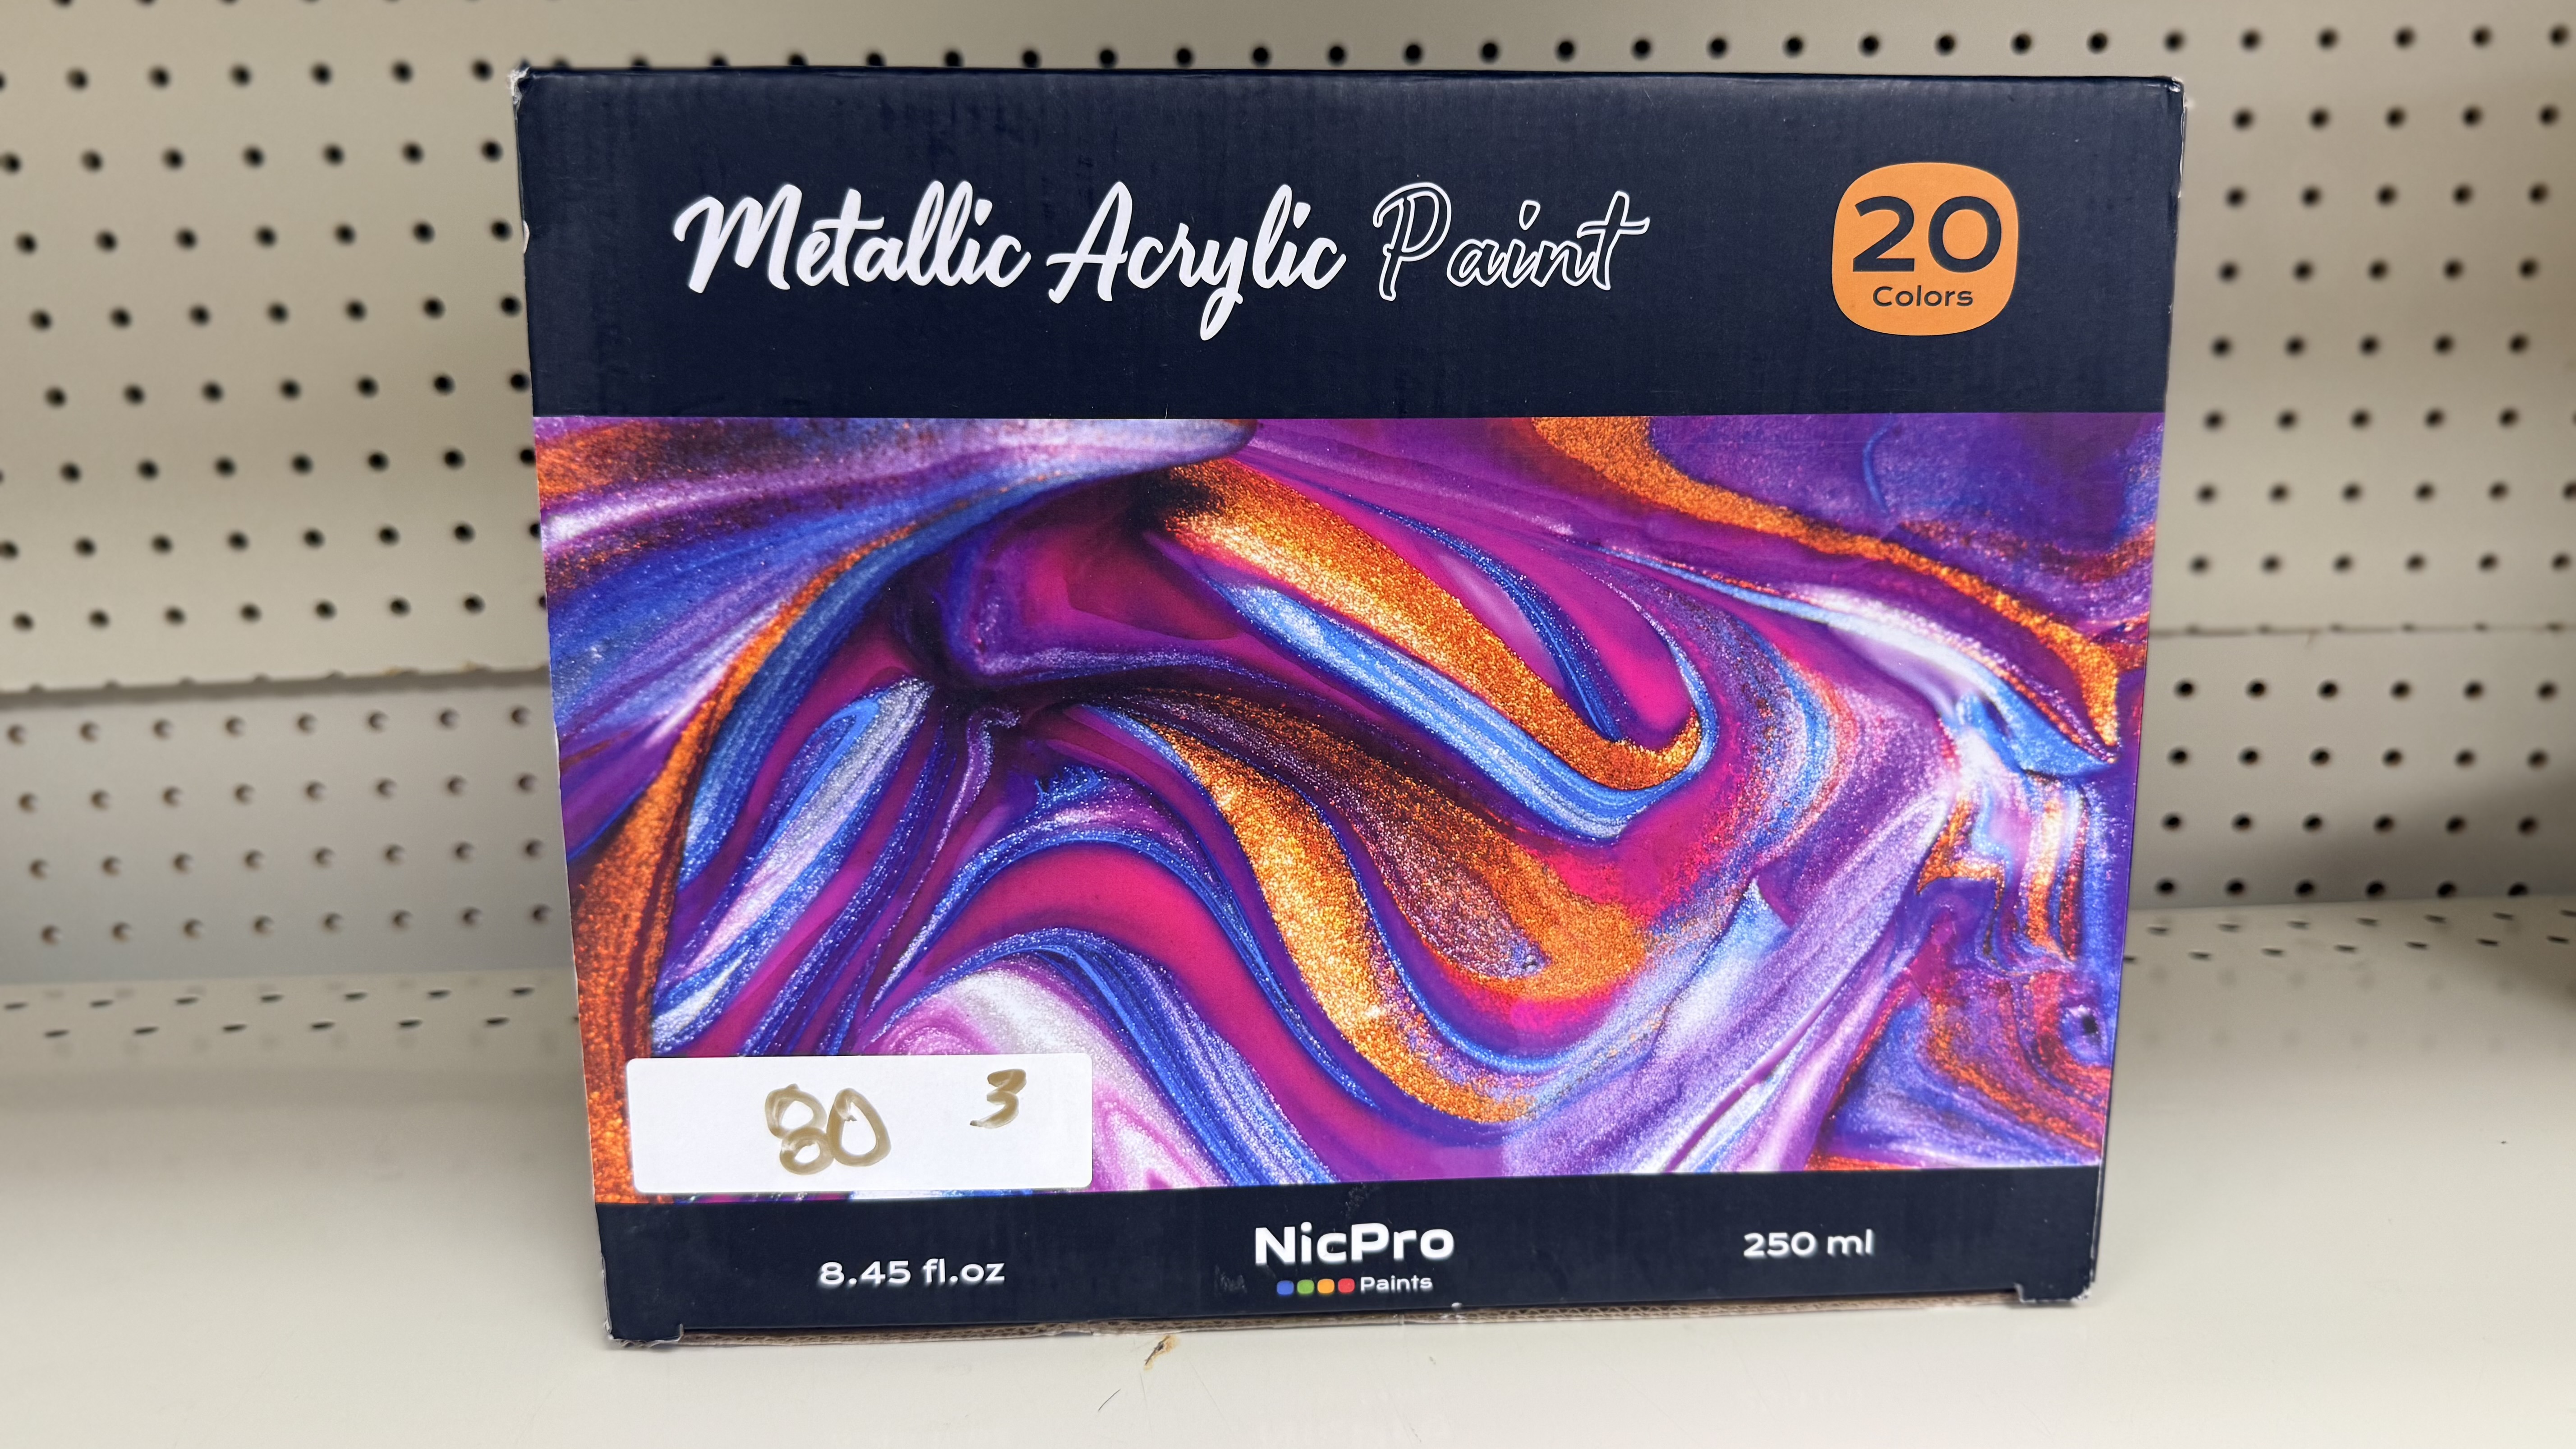 Metallic Acrylic Paint
20
Colors
80 3
8.45 fl.oz
NicPro
Paints
250 ml